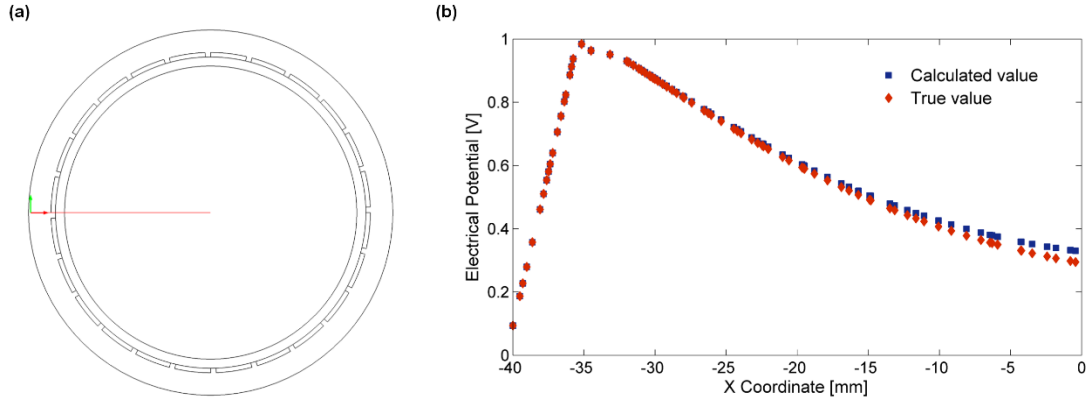 (a)
(b)
1
0.8
0.6
0.4
0.2
0
Electrical Potential [V]
Calculated value
True value
-40 -35 -30 -25 -20 -15 -10 -5 0
X Coordinate [mm]